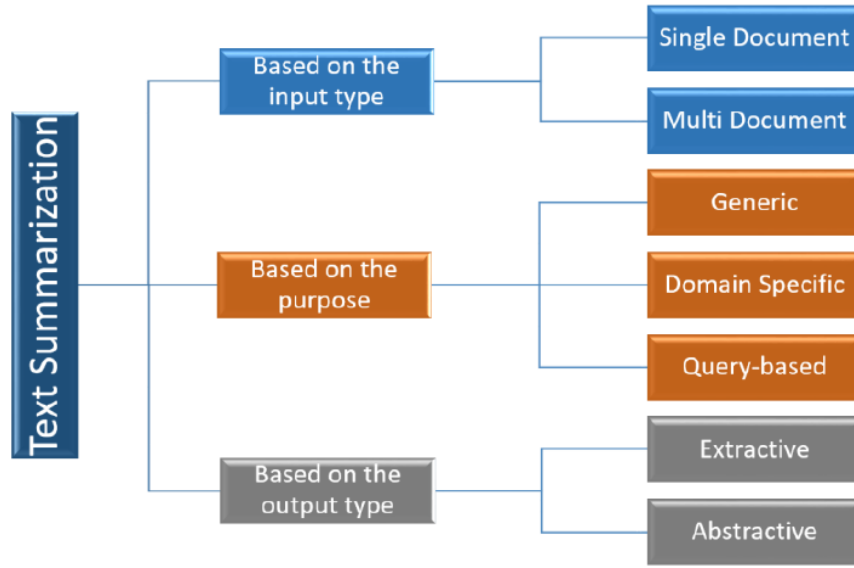 Text Summarization
Based on the
input type
Single Document
Multi Document
Based on the
purpose
Generic
Domain Specific
Query-based
Based on the
output type
Extractive
Abstractive